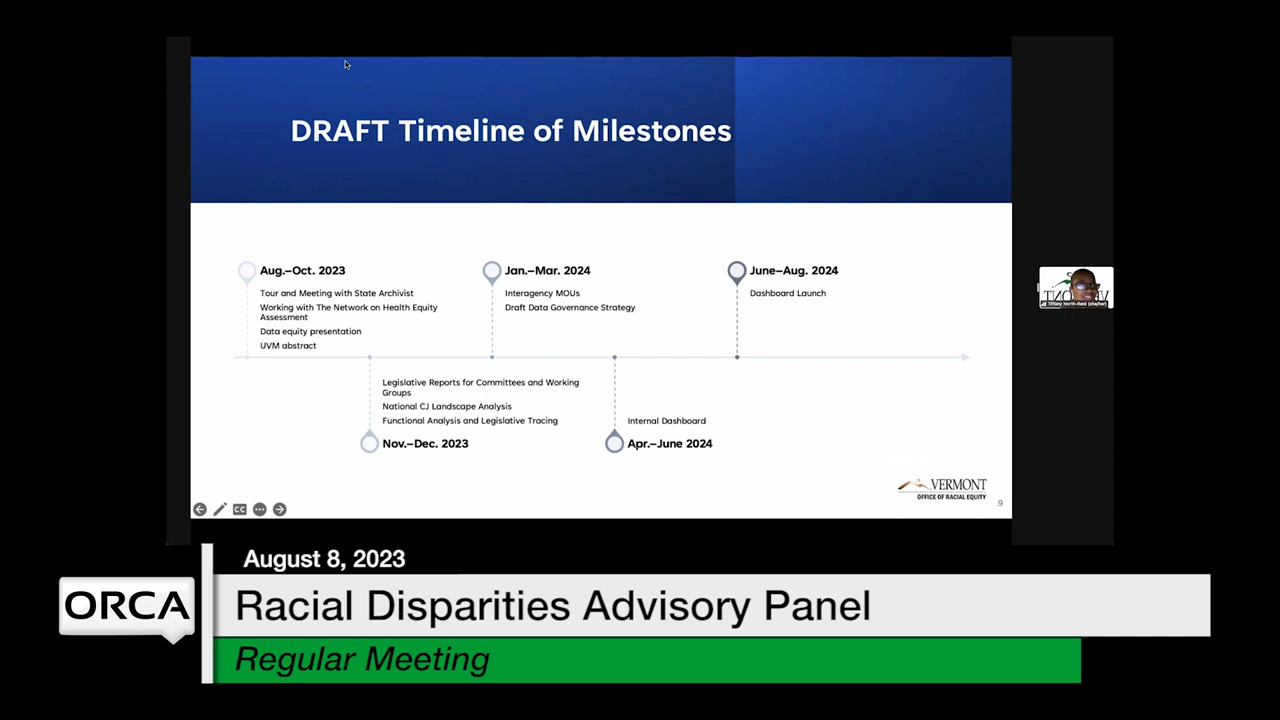 DRAFT Timeline of Milestones
Aug.–Oct. 2023
Tour and Meeting with State Archivist
Working with The Network on Health Equity
Assessment
Data equity presentation
UVM abstract
Jan.–Mar. 2024
Interagency MOUs
Draft Data Governance Strategy
June–Aug. 2024
Dashboard Launch
Legislative Reports for Committees and Working
Groups
National CJ Landscape Analysis
Functional Analysis and Legislative Tracing
Nov.–Dec. 2023
Internal Dashboard
Apr.–June 2024
VERMONT
OFFICE OF RACIAL EQUITY
9
CC
August 8, 2023
ORCA
Racial Disparities Advisory Panel
Regular Meeting